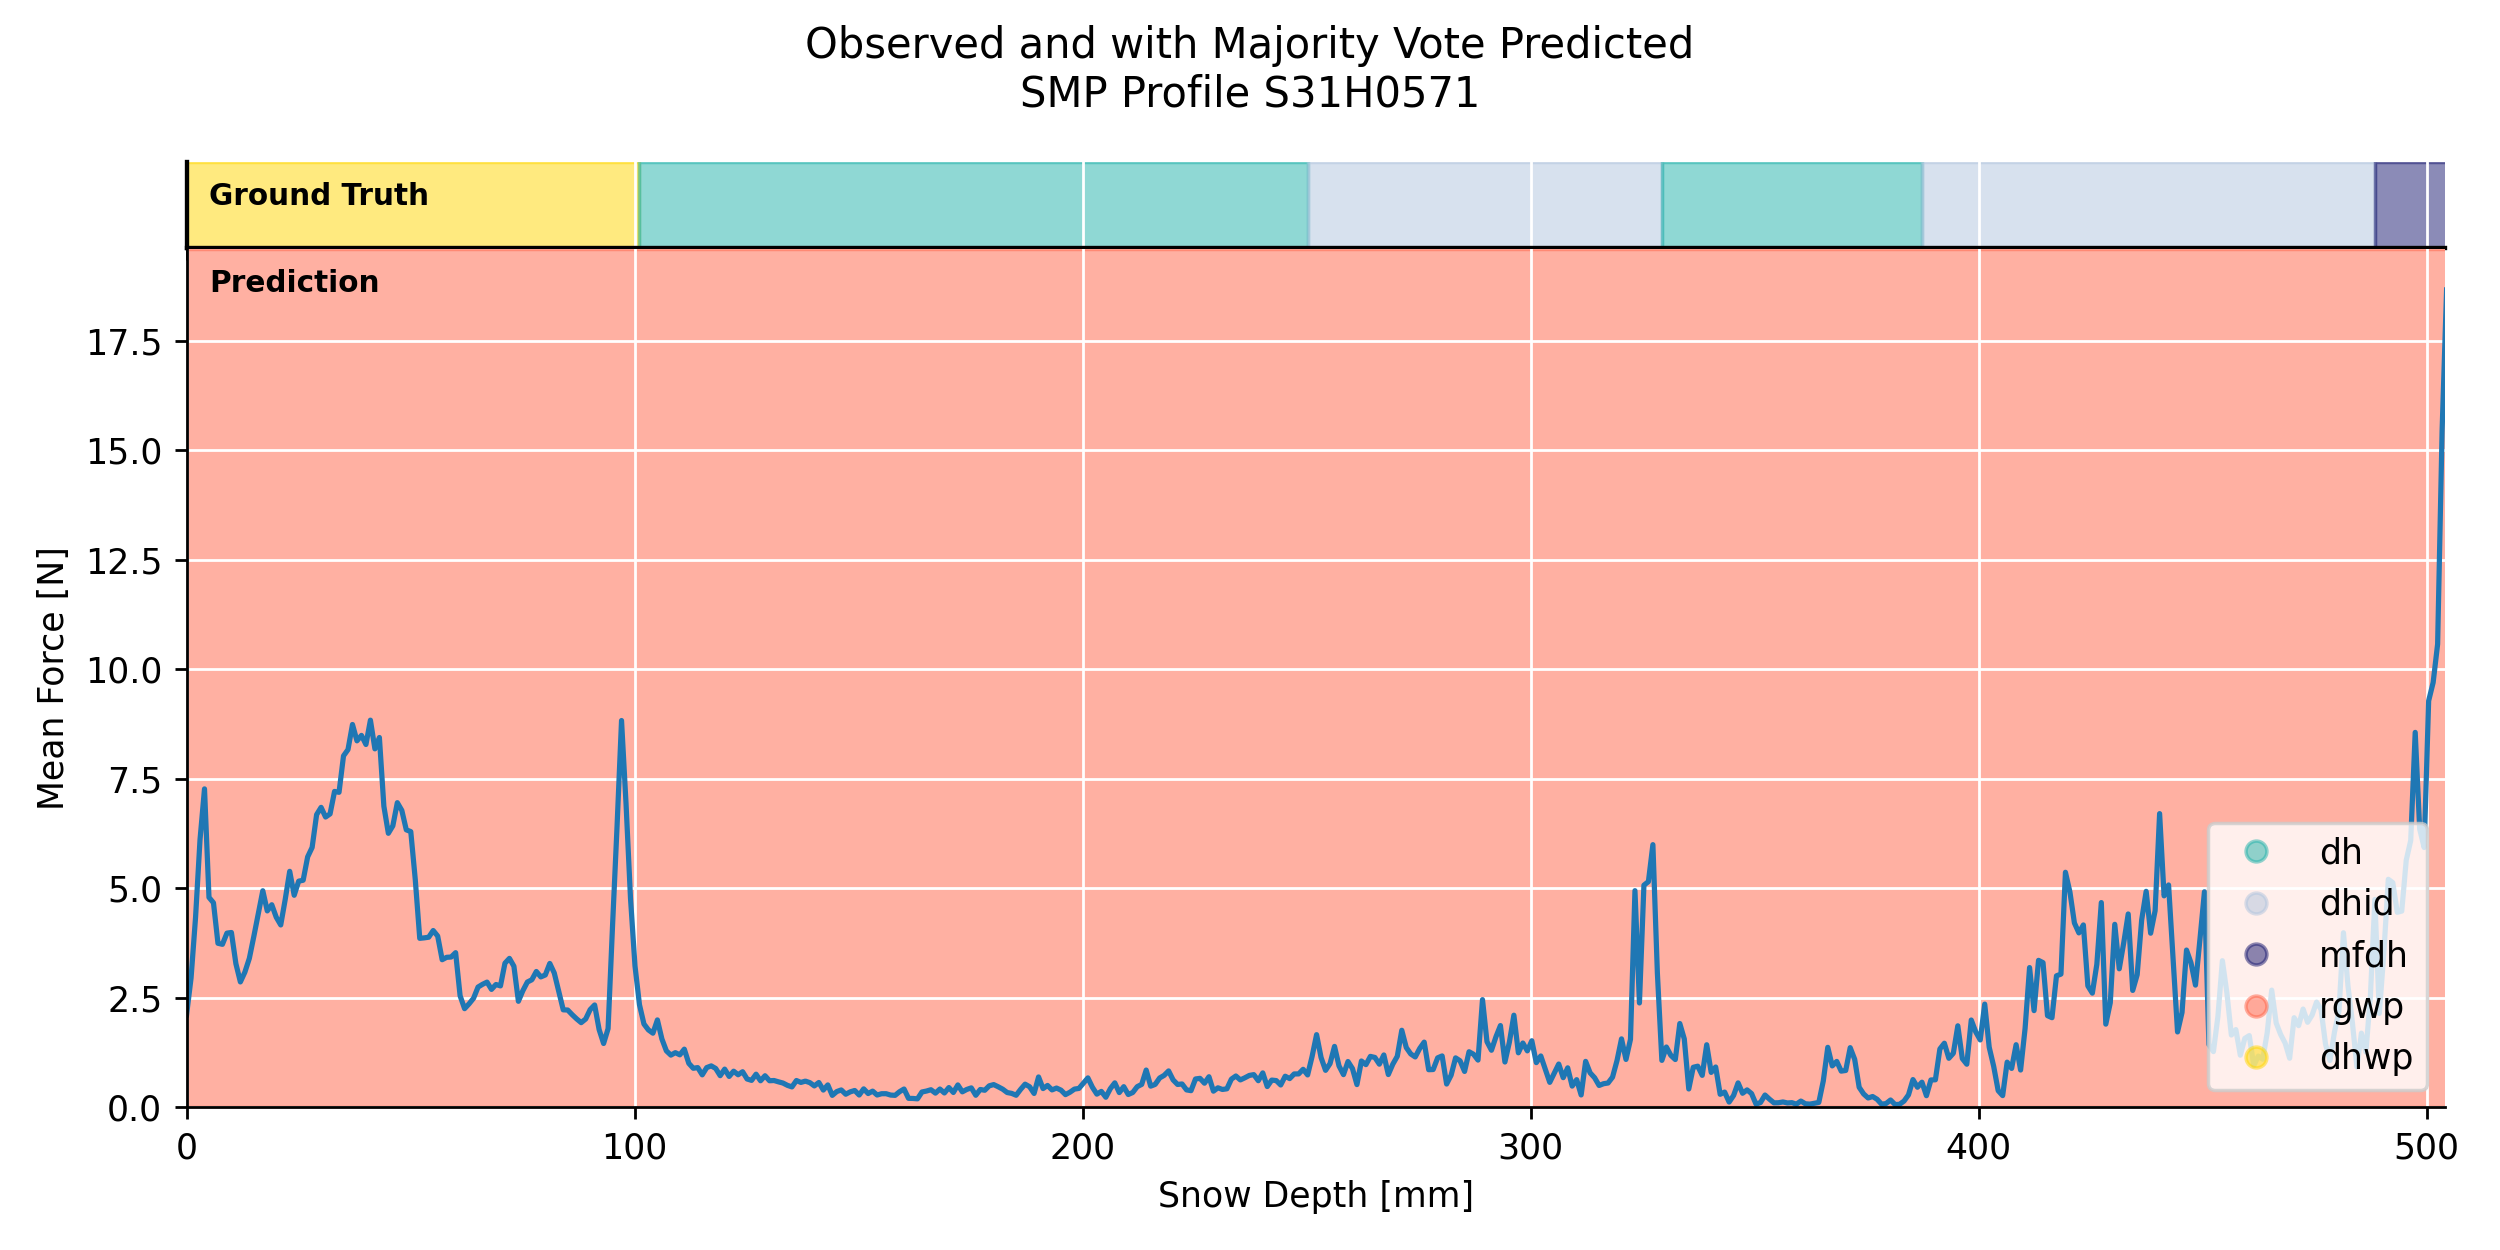 Observed and with Majority Vote Predicted
SMP Profile S31H0571
Ground Truth
Prediction
17.5
15.0
12.5
10.0
7.5
5.0
2.5
0.0
Mean Force [N]
0 100 200 300 400 500
Snow Depth [mm]
dh
dhid
mfdh
rgwp
dhwp